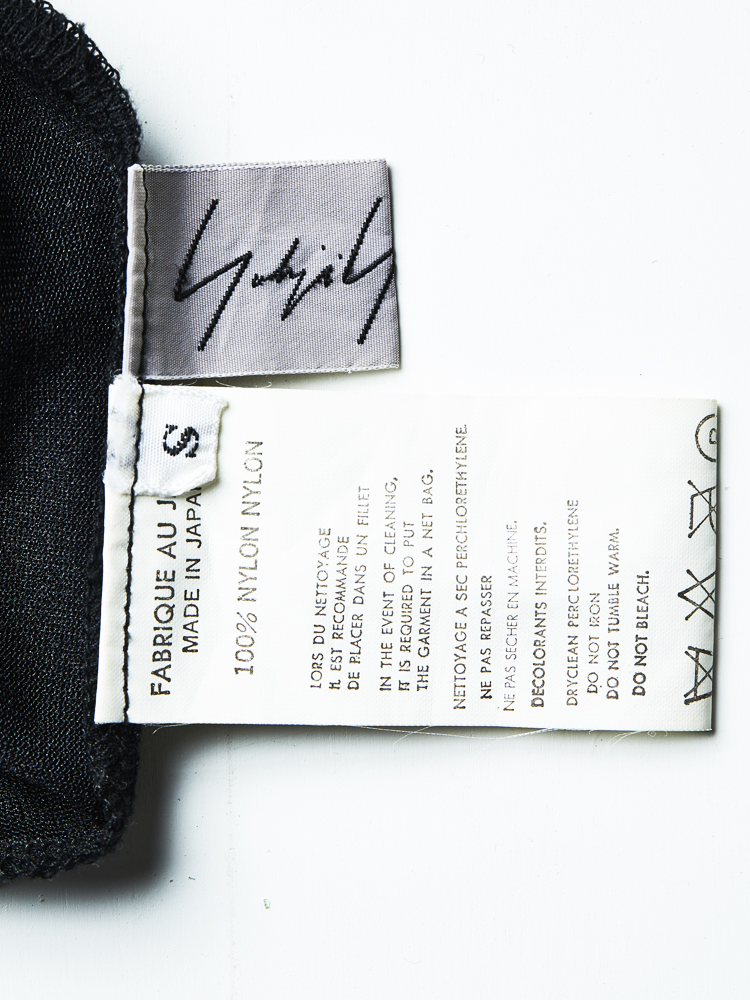 Yohji Y
S
FABRIQUE AU J
MADE IN JAPA
100% NYLON NYLON
LORS DU NETTOYAGE
IL EST RECOMMANDE
DE PLACER DANS UN FILLET
IN THE EVENT OF CLEANING,
IT IS REQUIRED TO PUT
THE GARMENT IN A NET BAG.
NETTOYAGE A SEC PERCHLORETHYLENE.
NE PAS REPASSER
NE PAS SECHER EN MACHINE.
DECOLORANTS INTERDITS.
DRYCLEAN PERCLORETHYLENE
DO NOT IRON
DO NOT TUMBLE WARM.
DO NOT BLEACH.
P